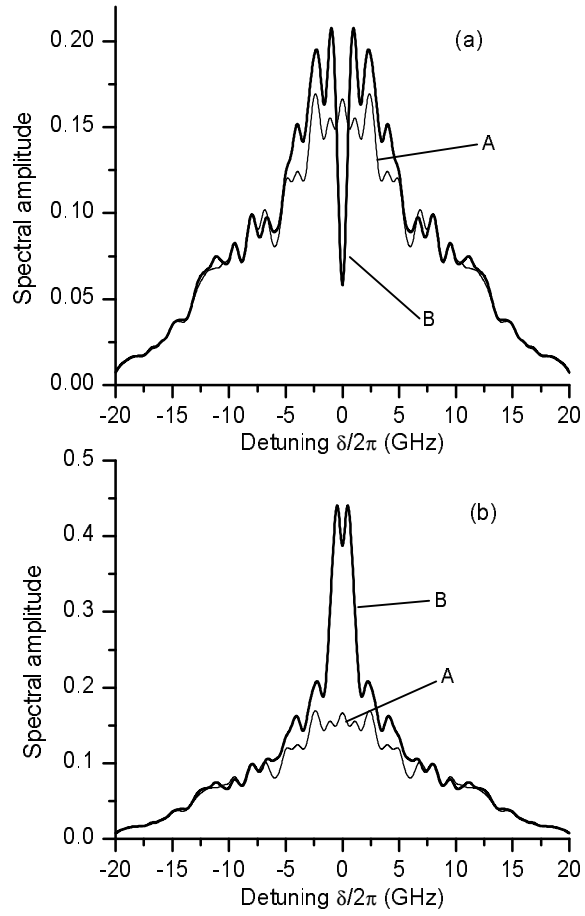 (a)
0.20
0.15
0.10
0.05
0.00
Spectral amplitude
A
B
-20 -15 -10 -5 0 5 10 15 20
Detuning δ/2π (GHz)
(b)
0.5
0.4
0.3
0.2
0.1
0.0
Spectral amplitude
B
A
-20 -15 -10 -5 0 5 10 15 20
Detuning δ/2π (GHz)